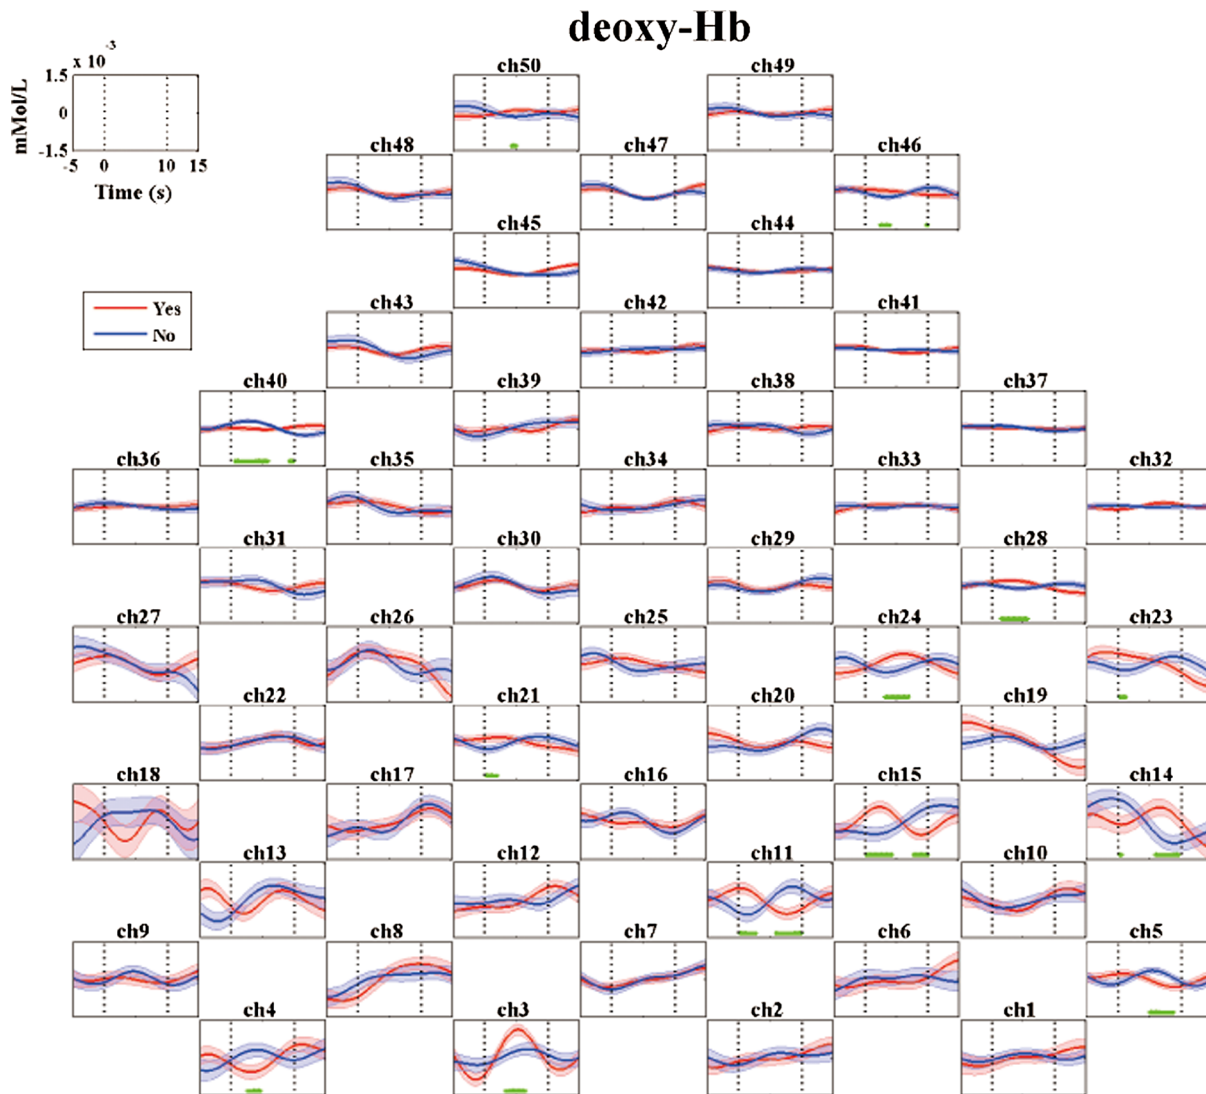 deoxy-Hb
x 10⁻³
1.5
0
-1.5
mMol/L
-5 0 10 15
Time (s)
Yes
No
ch50 ch49
ch48 ch47 ch46
ch45 ch44
ch43 ch42 ch41
ch40 ch39 ch38 ch37
ch36 ch35 ch34 ch33 ch32
ch31 ch30 ch29 ch28
ch27 ch26 ch25 ch24 ch23
ch22 ch21 ch20 ch19
ch18 ch17 ch16 ch15 ch14
ch13 ch12 ch11 ch10
ch9 ch8 ch7 ch6 ch5
ch4 ch3 ch2 ch1